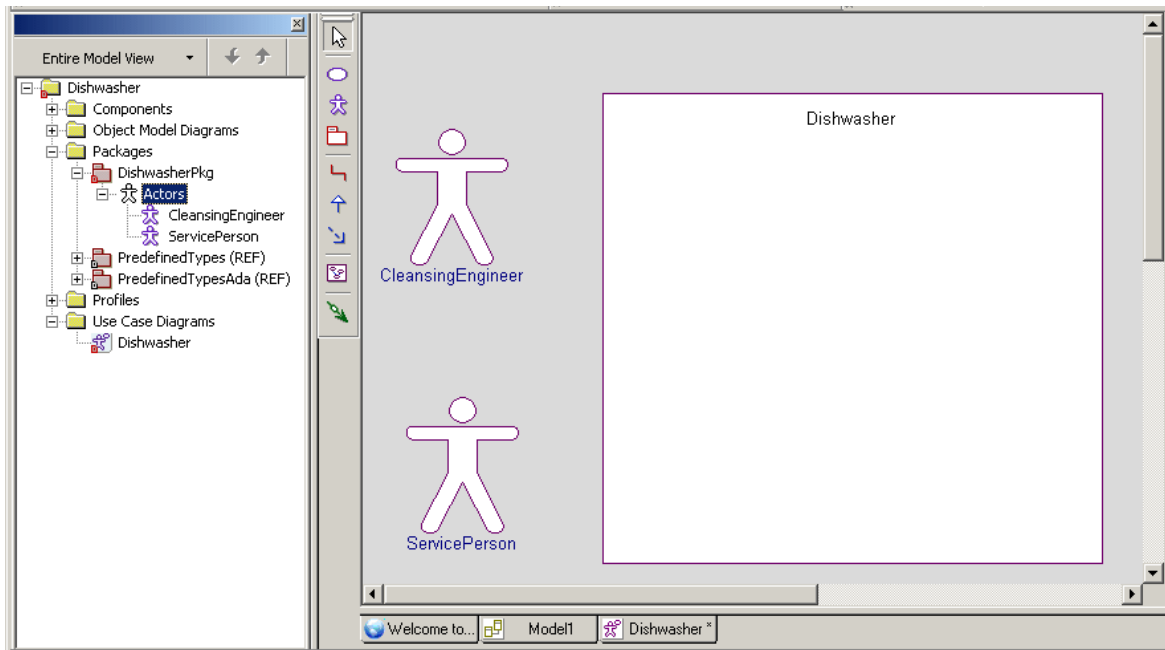 Entire Model View
Dishwasher
Components
Object Model Diagrams
Packages
DishwasherPkg
Actors
CleansingEngineer
ServicePerson
PredefinedTypes (REF)
PredefinedTypesAda (REF)
Profiles
Use Case Diagrams
Dishwasher
Dishwasher
CleansingEngineer
ServicePerson
Welcome to... Model1 Dishwasher *